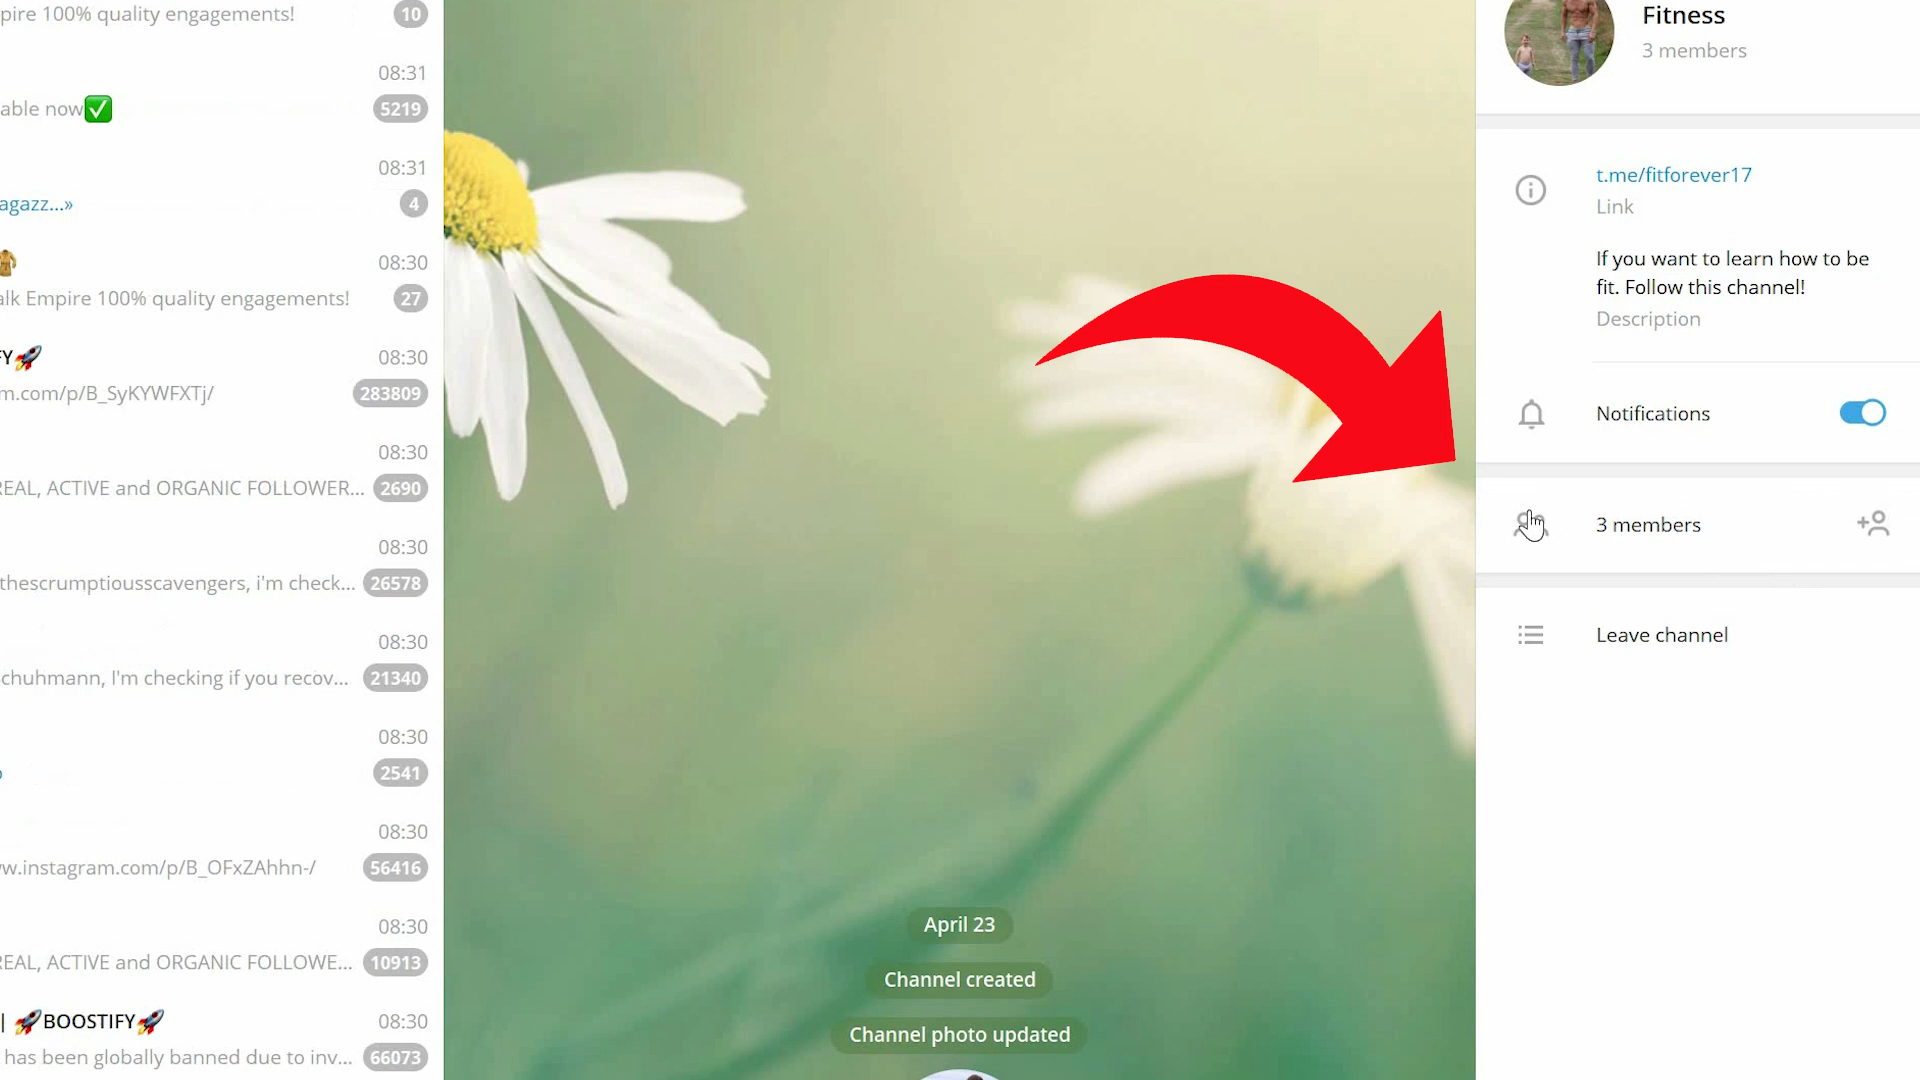 pire 100% quality engagements!
10
08:31
able now
5219
08:31
agazz...»
4
08:30
alk Empire 100% quality engagements!
27
FY
08:30
m.com/p/B_SyKYWFXTj/
283809
08:30
REAL, ACTIVE and ORGANIC FOLLOWER...
2690
08:30
thescrumptiousscavengers, i'm check...
26578
08:30
chuhmann, I'm checking if you recov...
21340
08:30
2541
08:30
ww.instagram.com/p/B_OFxZAhhn-/
56416
08:30
REAL, ACTIVE and ORGANIC FOLLOWE...
10913
| BOOSTIFY
08:30
has been globally banned due to inv...
66073
April 23
Channel created
Channel photo updated
Fitness
3 members
t.me/fitforever17
Link
If you want to learn how to be
fit. Follow this channel!
Description
Notifications
3 members
Leave channel